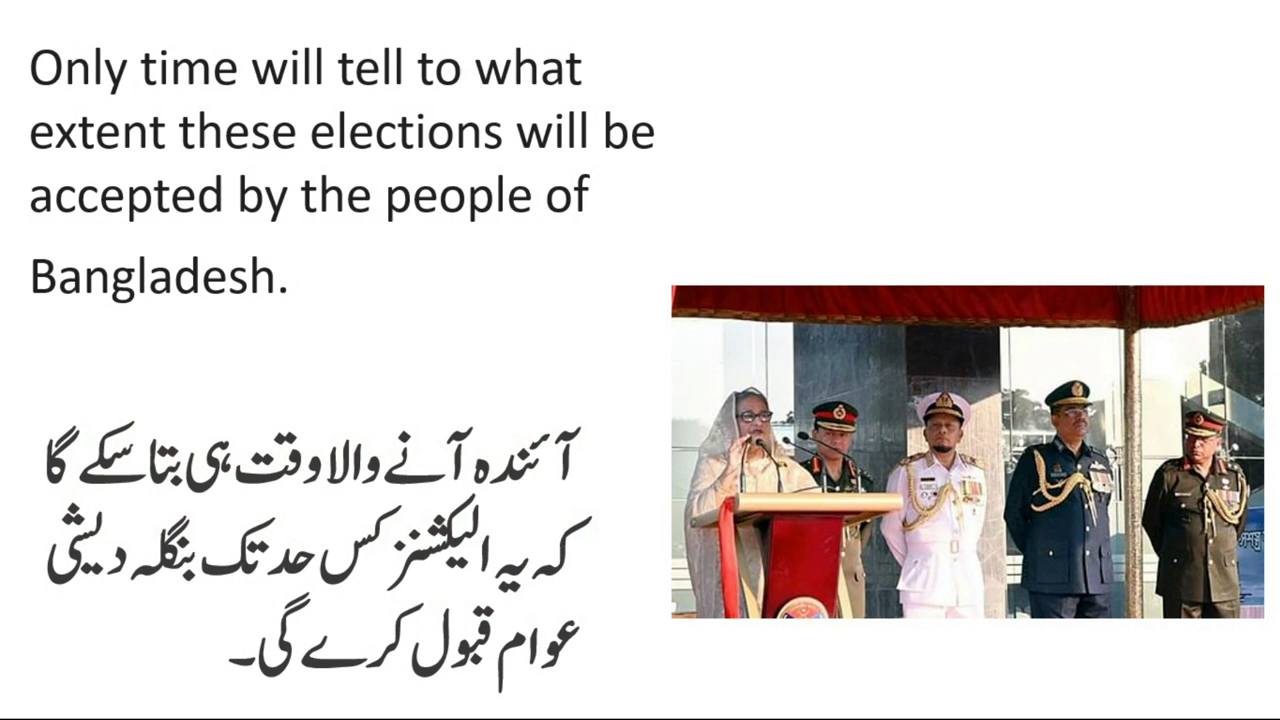 Only time will tell to what
extent these elections will be
accepted by the people of
Bangladesh.
آئندہ آنے والا وقت ہی بتا سکے گا
کہ یہ الیکشنز کس حد تک بنگلہ دیشی
عوام قبول کرے گی۔